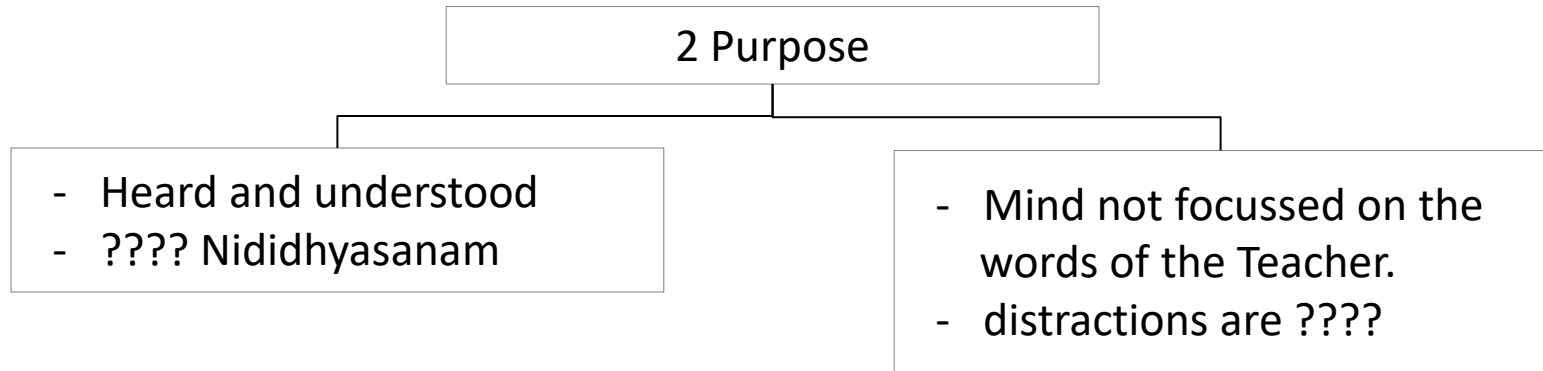 2 Purpose
- Heard and understood
- ???? Nididhyasanam
- Mind not focussed on the
words of the Teacher.
- distractions are ????